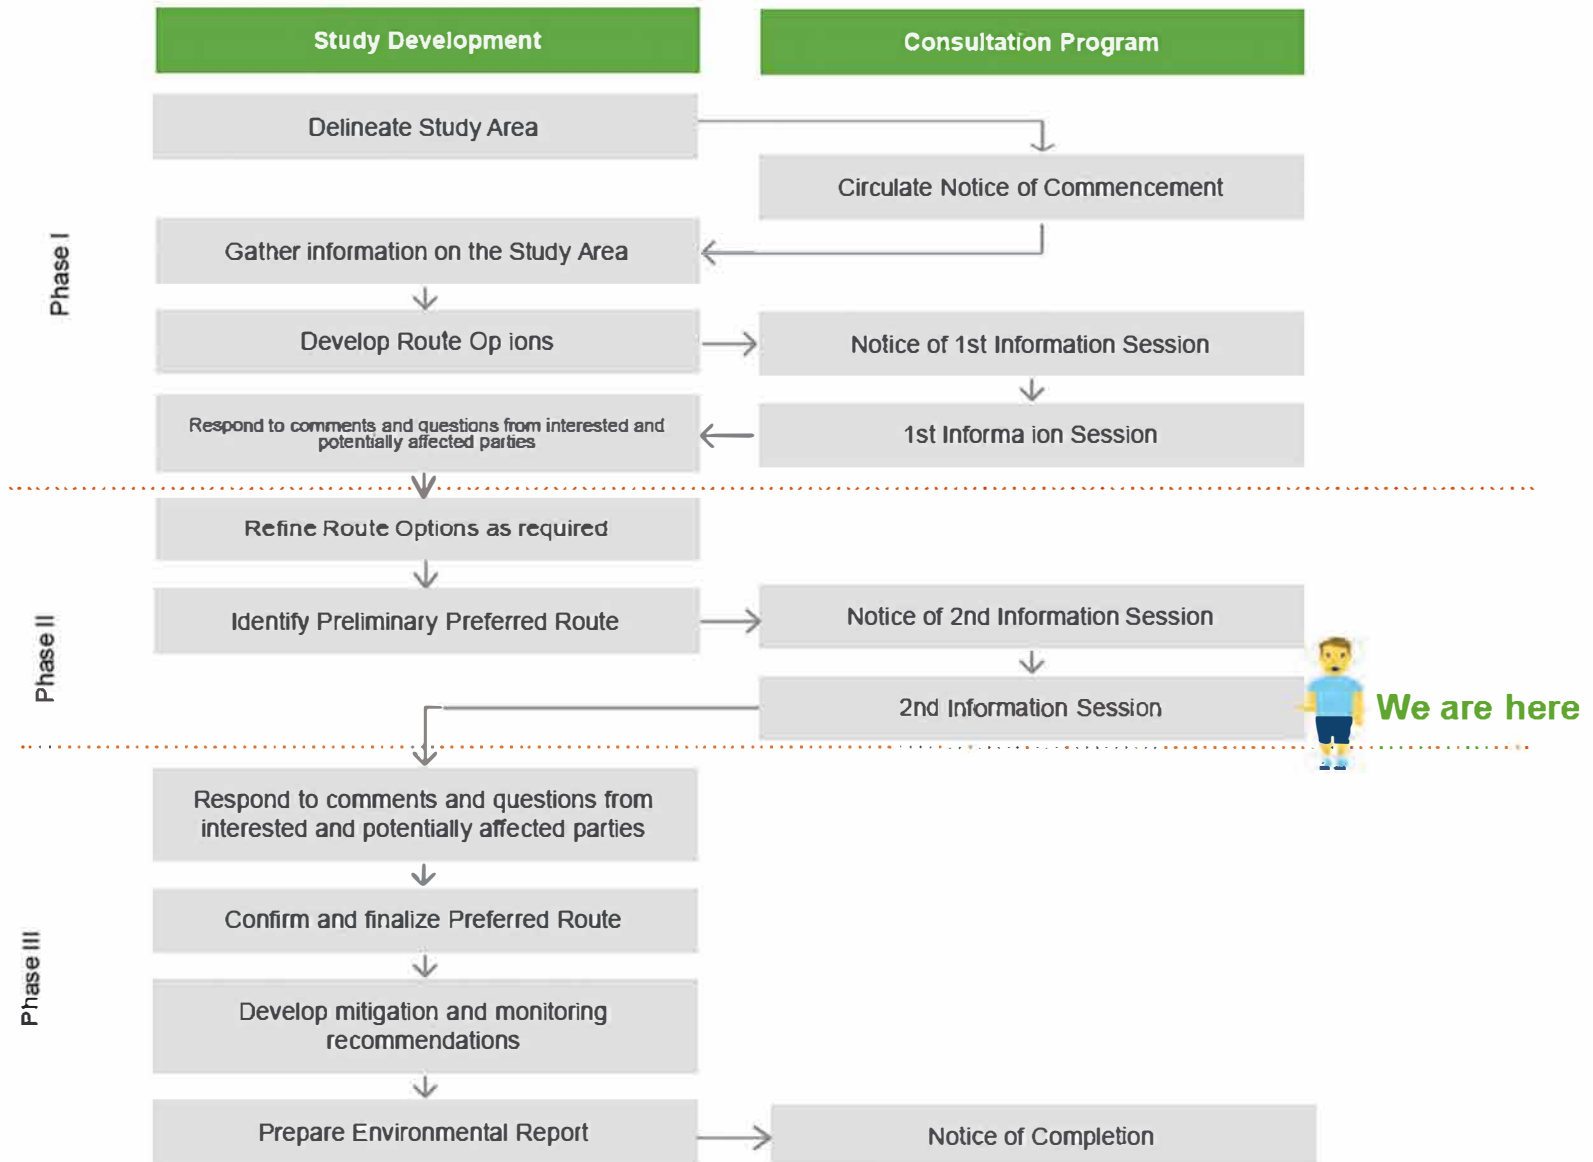 Study Development
Consultation Program
Phase I
Delineate Study Area
Circulate Notice of Commencement
Gather information on the Study Area
Develop Route Op ions
Notice of 1st Information Session
Respond to comments and questions from interested and
potentially affected parties
1st Informa ion Session
Phase II
Refine Route Options as required
Identify Preliminary Preferred Route
Notice of 2nd Information Session
2nd Information Session
We are here
Phase III
Respond to comments and questions from
interested and potentially affected parties
Confirm and finalize Preferred Route
Develop mitigation and monitoring
recommendations
Prepare Environmental Report
Notice of Completion